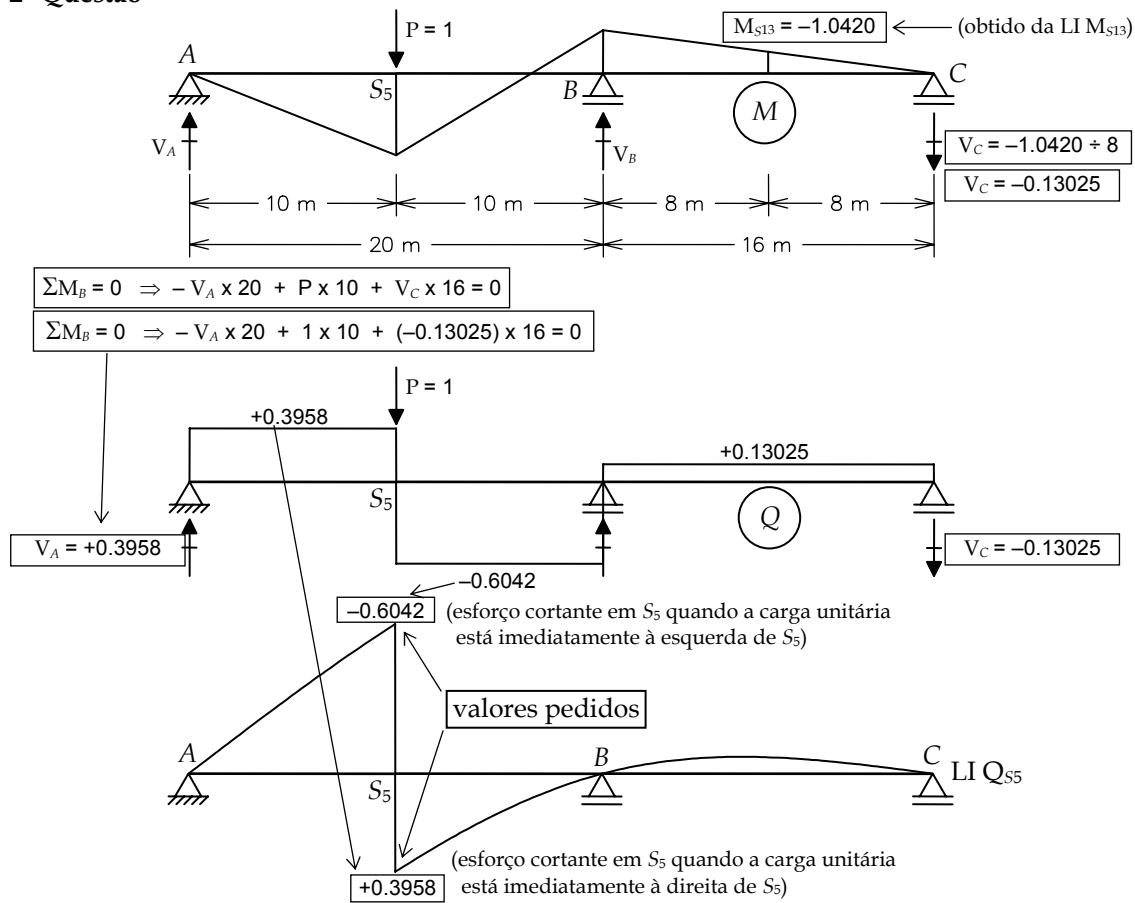 2ª Questão
P = 1
M_S13 = –1.0420
(obtido da LI M_S13)
A
S5
B
M
C
V_A
V_B
V_C = –1.0420 ÷ 8
V_C = –0.13025
10 m
10 m
8 m
8 m
20 m
16 m
ΣM_B = 0 ⇒ – V_A x 20 + P x 10 + V_C x 16 = 0
ΣM_B = 0 ⇒ – V_A x 20 + 1 x 10 + (–0.13025) x 16 = 0
P = 1
+0.3958
+0.13025
S5
Q
V_A = +0.3958
V_C = –0.13025
–0.6042
–0.6042
(esforço cortante em S5 quando a carga unitária
está imediatamente à esquerda de S5)
valores pedidos
A
B
C
LI Q_S5
S5
(esforço cortante em S5 quando a carga unitária
está imediatamente à direita de S5)
+0.3958